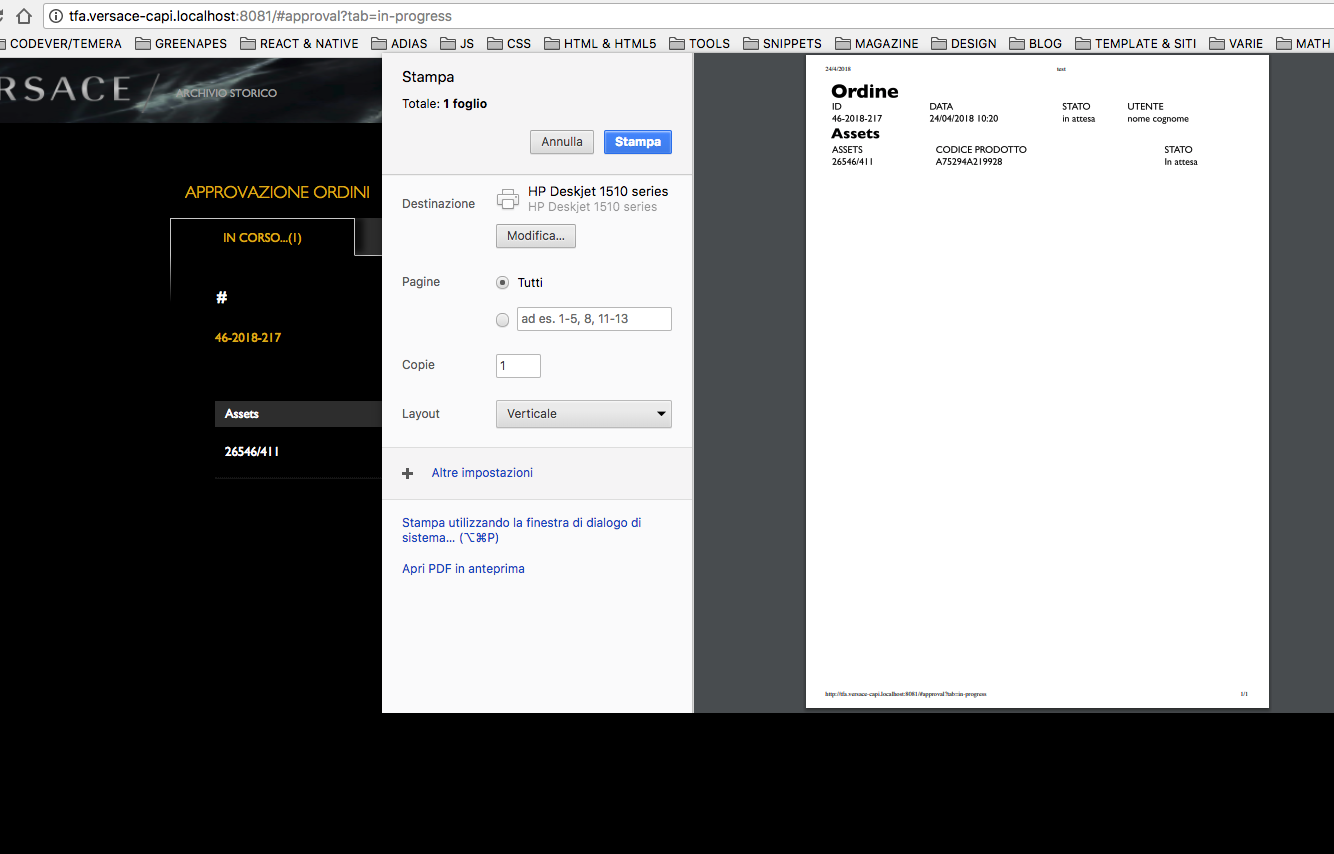 tfa.versace-capi.localhost:8081/#approval?tab=in-progress
CODEVER/TEMERA GREENAPES REACT & NATIVE ADIAS JS CSS HTML & HTML5 TOOLS SNIPPETS MAGAZINE DESIGN BLOG TEMPLATE & SITI VARIE MATH
RSACE / ARCHIVIO STORICO
APPROVAZIONE ORDINI
IN CORSO...(1)
#
46-2018-217
Assets
26546/411
Stampa
Totale: 1 foglio
Annulla Stampa
Destinazione
HP Deskjet 1510 series
HP Deskjet 1510 series
Modifica...
Pagine
Tutti
ad es. 1-5, 8, 11-13
Copie 1
Layout Verticale
+ Altre impostazioni
Stampa utilizzando la finestra di dialogo di
sistema... (⌥⌘P)
Apri PDF in anteprima
24/4/2018 test
Ordine
ID DATA STATO UTENTE
46-2018-217 24/04/2018 10:20 in attesa nome cognome
Assets
ASSETS CODICE PRODOTTO STATO
26546/411 A75294A219928 In attesa
http://tfa.versace-capi.localhost:8081/#approval?tab=in-progress 1/1